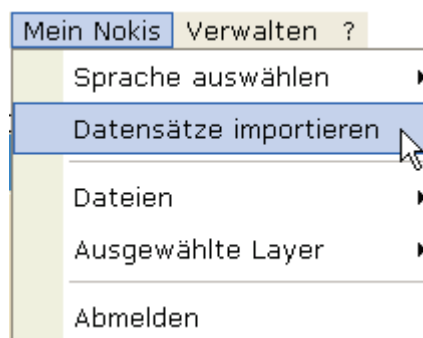 Mein Nokis Verwalten ?
Sprache auswählen
Datensätze importieren
Dateien
Ausgewählte Layer
Abmelden